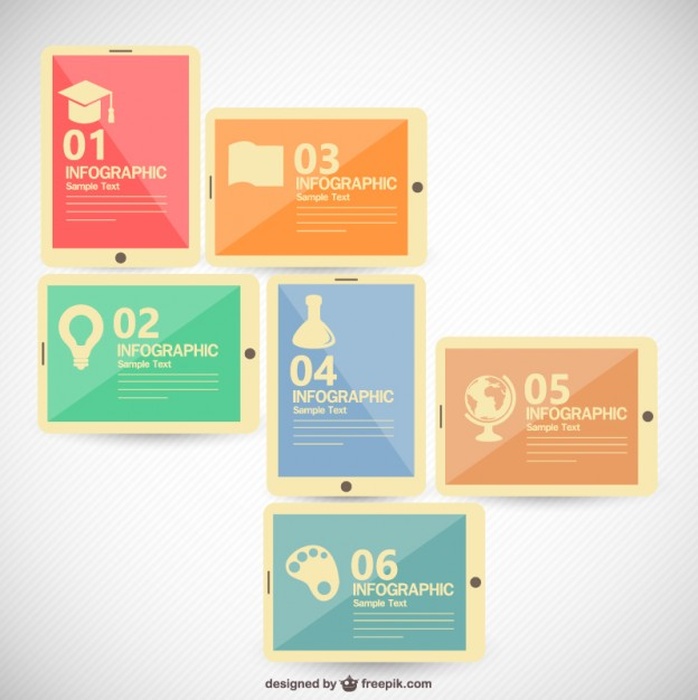 01
INFOGRAPHIC
Sample Text
03
INFOGRAPHIC
Sample Text
02
INFOGRAPHIC
Sample Text
04
INFOGRAPHIC
Sample Text
05
INFOGRAPHIC
Sample Text
06
INFOGRAPHIC
Sample Text
designed by freepik.com